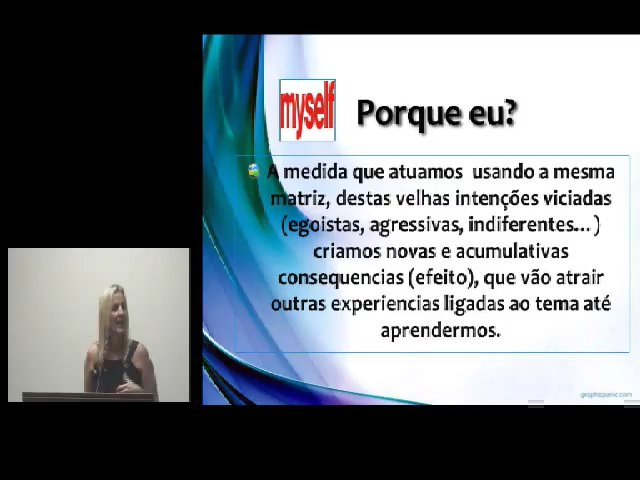 myself
Porque eu?
A medida que atuamos usando a mesma
matriz, destas velhas intenções viciadas
(egoistas, agressivas, indiferentes...)
criamos novas e acumulativas
consequencias (efeito), que vão atrair
outras experiencias ligadas ao tema até
aprendermos.